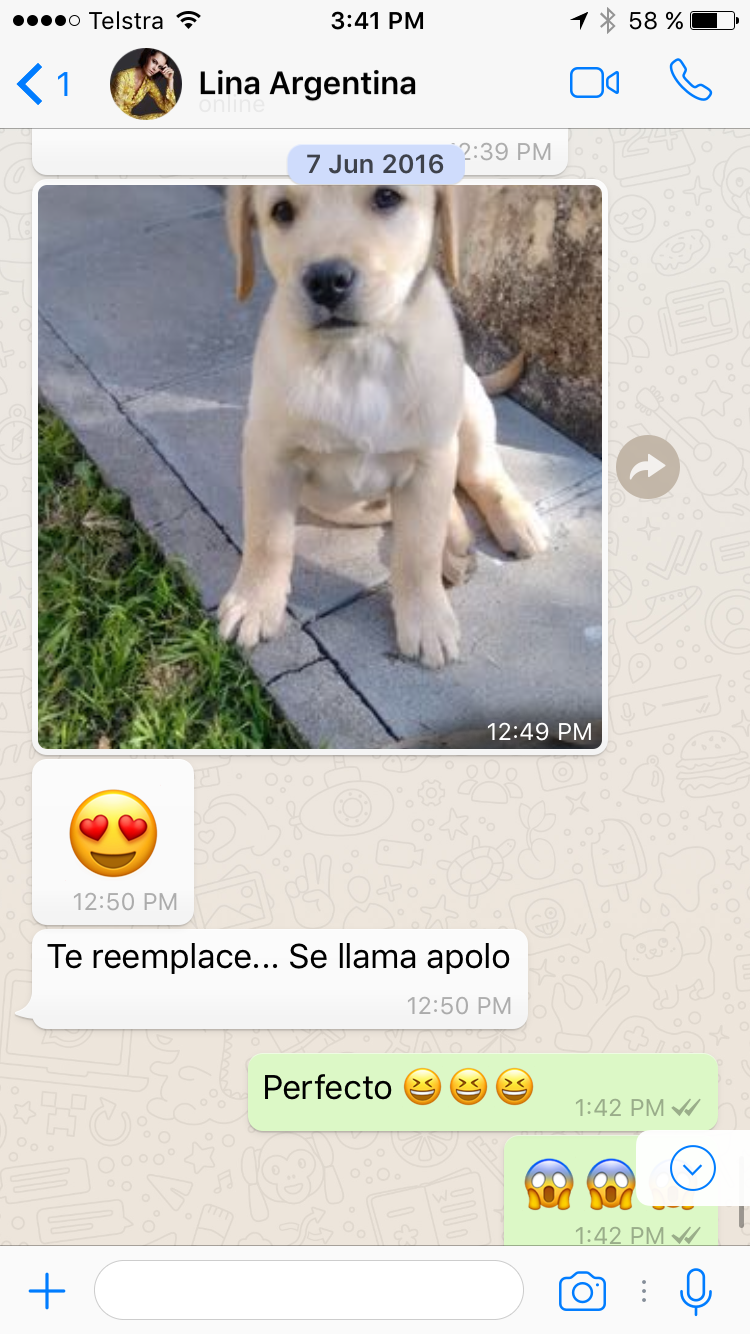 Telstra 3:41 PM 58 %
1 Lina Argentina
online
12:39 PM
7 Jun 2016
12:49 PM
😍
12:50 PM
Te reemplace... Se llama apolo
12:50 PM
Perfecto 😆😆😆
1:42 PM
😱😱😱
1:42 PM